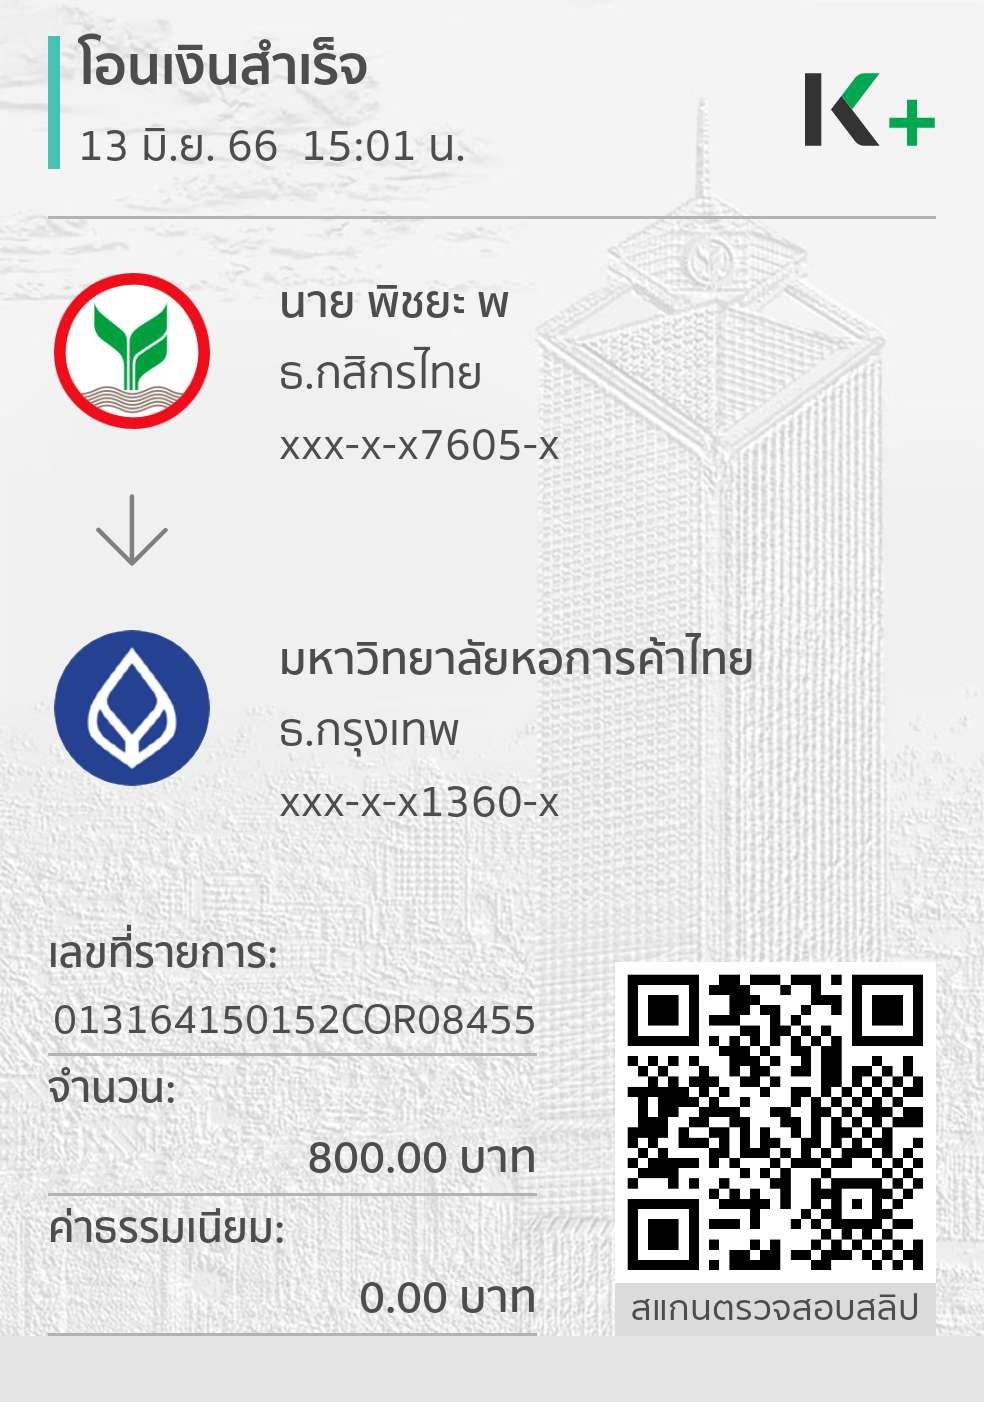 โอนเงินสำเร็จ
13 มิ.ย. 66  15:01 น.
K+
นาย พิชยะ พ
ธ.กสิกรไทย
xxx-x-x7605-x
มหาวิทยาลัยหอการค้าไทย
ธ.กรุงเทพ
xxx-x-x1360-x
เลขที่รายการ:
013164150152COR08455
จำนวน:
800.00 บาท
ค่าธรรมเนียม:
0.00 บาท
สแกนตรวจสอบสลิป